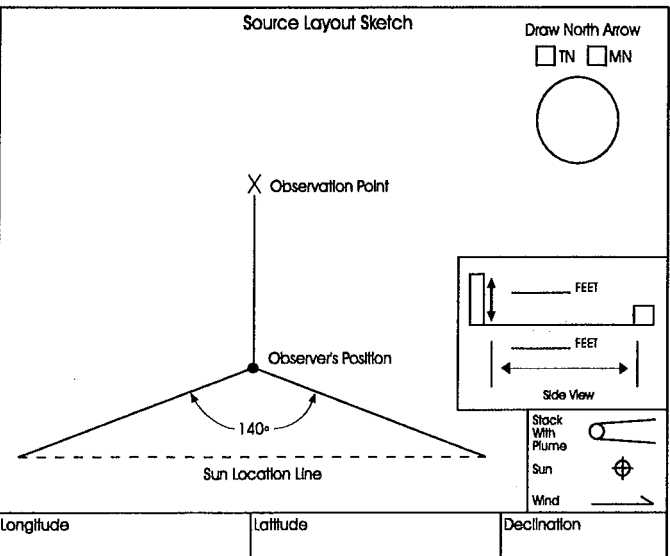 Source Layout Sketch
Draw North Arrow
TN MN
X Observation Point
FEET
Observer's Position
FEET
140°
Side View
Stack
With
Plume
Sun
Sun Location Line
Wind
Longitude Latitude Declination